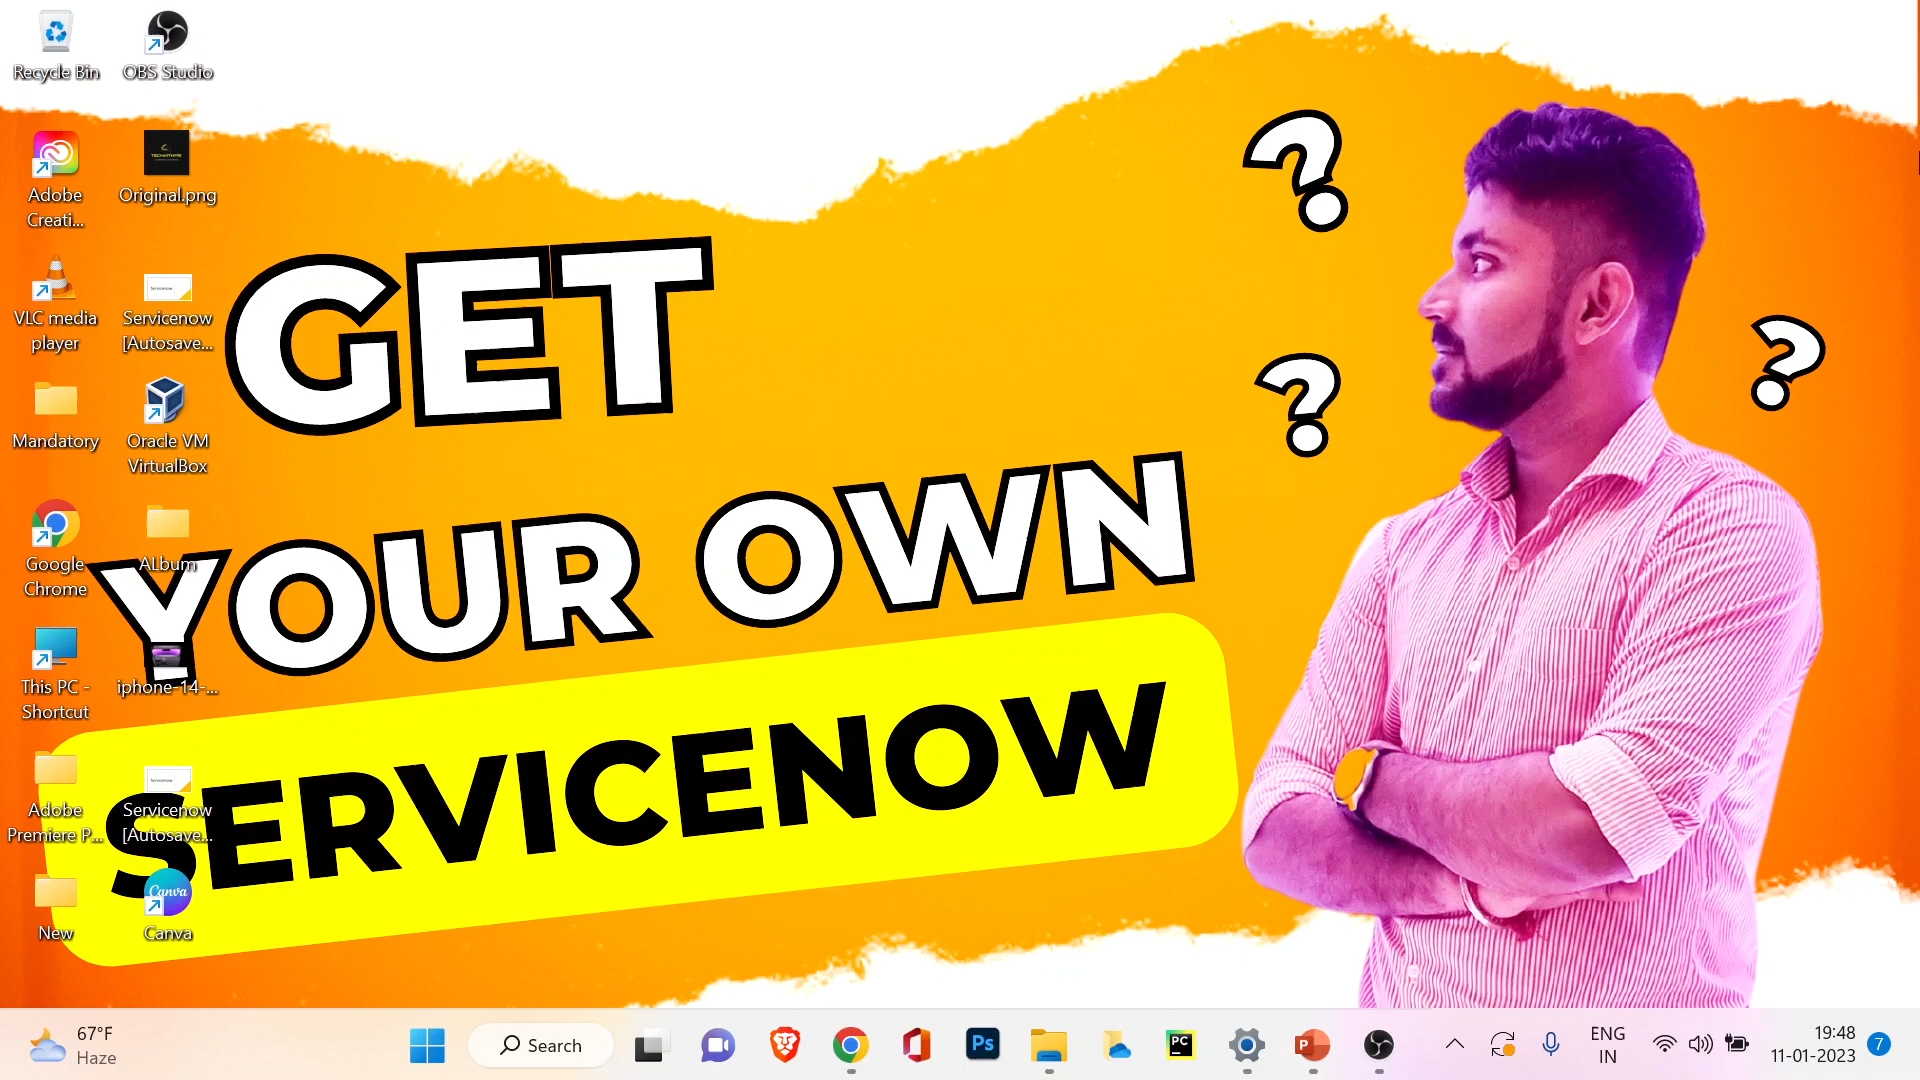 Recycle Bin
OBS Studio
Adobe
Creati...
Original.png
VLC media
player
Servicenow
[Autosave...
Mandatory
Oracle VM
VirtualBox
Google
Chrome
ALbum
This PC -
Shortcut
iphone-14-...
Adobe
Premiere P...
Servicenow
[Autosave...
New
Canva
Canva
GET
YOUR OWN
SERVICENOW
? ? ?
67°F
Haze
Search
Ps
PC
P
ENG
IN
19:48
11-01-2023
7